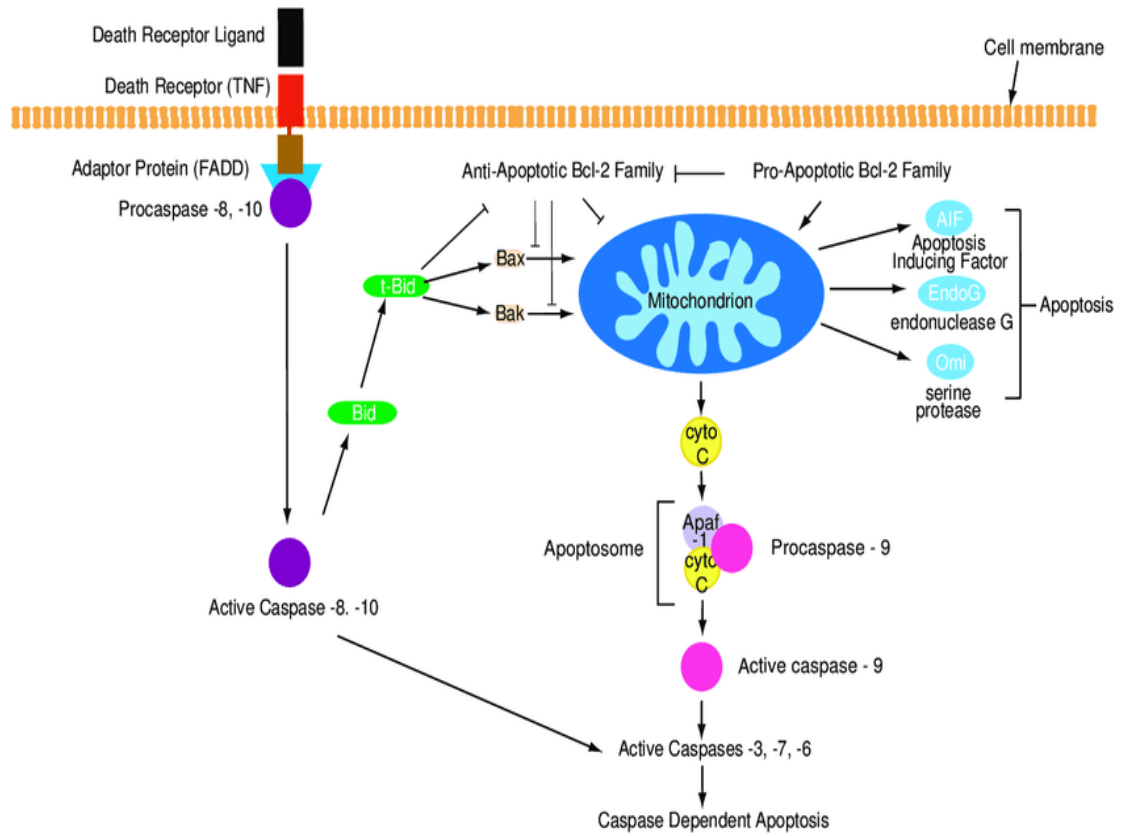 Death Receptor Ligand
Death Receptor (TNF)
Cell membrane
Adaptor Protein (FADD)
Procaspase -8, -10
Anti-Apoptotic Bcl-2 Family
Pro-Apoptotic Bcl-2 Family
AIF
Apoptosis
Inducing Factor
EndoG
endonuclease G
Omi
serine
protease
Apoptosis
t-Bid
Bax
Bak
Mitochondrion
Bid
cyto
C
Apoptosome
Apaf
-1
cyto
C
Procaspase - 9
Active Caspase -8. -10
Active caspase - 9
Active Caspases -3, -7, -6
Caspase Dependent Apoptosis